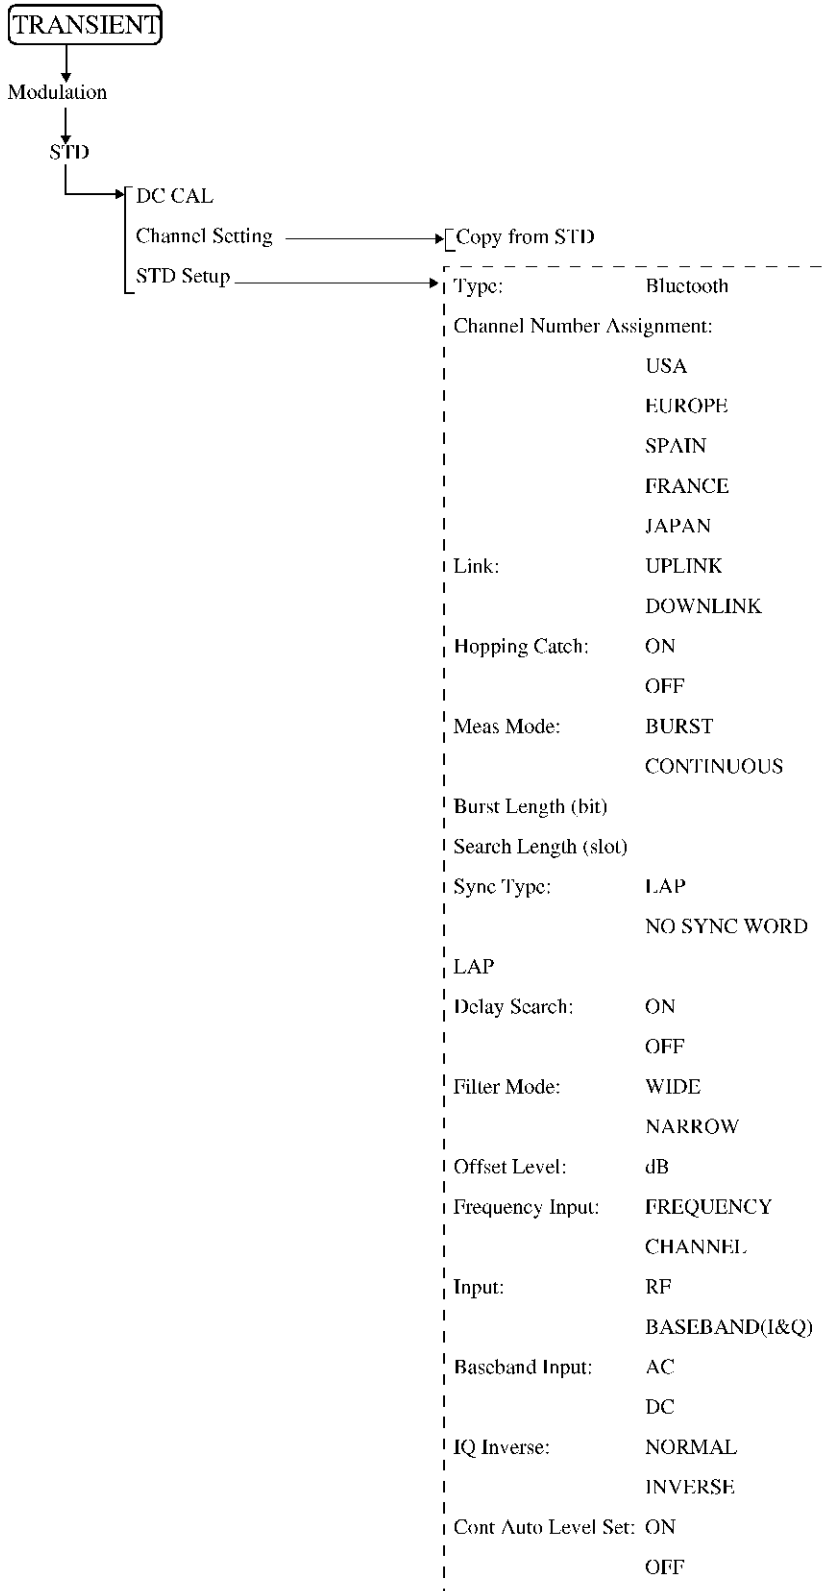 TRANSIENT
Modulation
STD
DC CAL
Channel Setting
Copy from STD
STD Setup
Type: Bluetooth
Channel Number Assignment:
USA
EUROPE
SPAIN
FRANCE
JAPAN
Link: UPLINK
DOWNLINK
Hopping Catch: ON
OFF
Meas Mode: BURST
CONTINUOUS
Burst Length (bit)
Search Length (slot)
Sync Type: LAP
NO SYNC WORD
LAP
Delay Search: ON
OFF
Filter Mode: WIDE
NARROW
Offset Level: dB
Frequency Input: FREQUENCY
CHANNEL
Input: RF
BASEBAND(I&Q)
Baseband Input: AC
DC
IQ Inverse: NORMAL
INVERSE
Cont Auto Level Set: ON
OFF